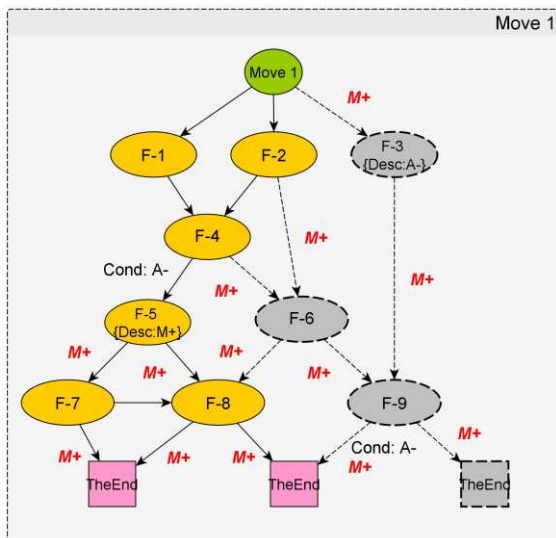 Move 1
Move 1
M+
F-1
F-2
F-3
{Desc:A-}
F-4
M+
Cond: A-
M+
M+
F-5
{Desc:M+}
F-6
M+
M+
M+
M+
F-7
F-8
F-9
M+
M+
M+
Cond: A-
M+
M+
TheEnd
TheEnd
TheEnd